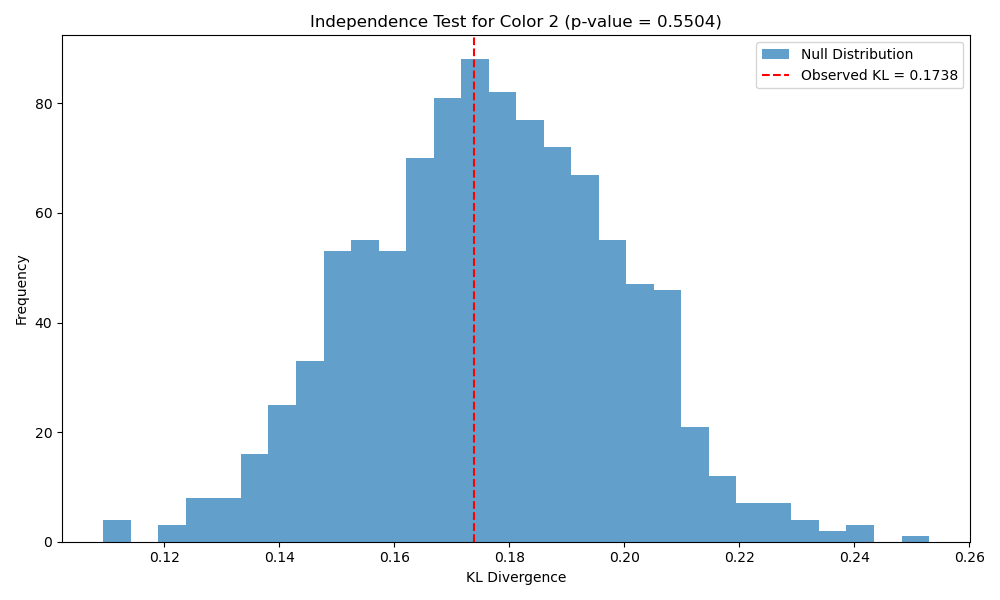 Independence Test for Color 2 (p-value = 0.5504)
Null Distribution
Observed KL = 0.1738
Frequency
80
60
40
20
0
0.12 0.14 0.16 0.18 0.20 0.22 0.24 0.26
KL Divergence